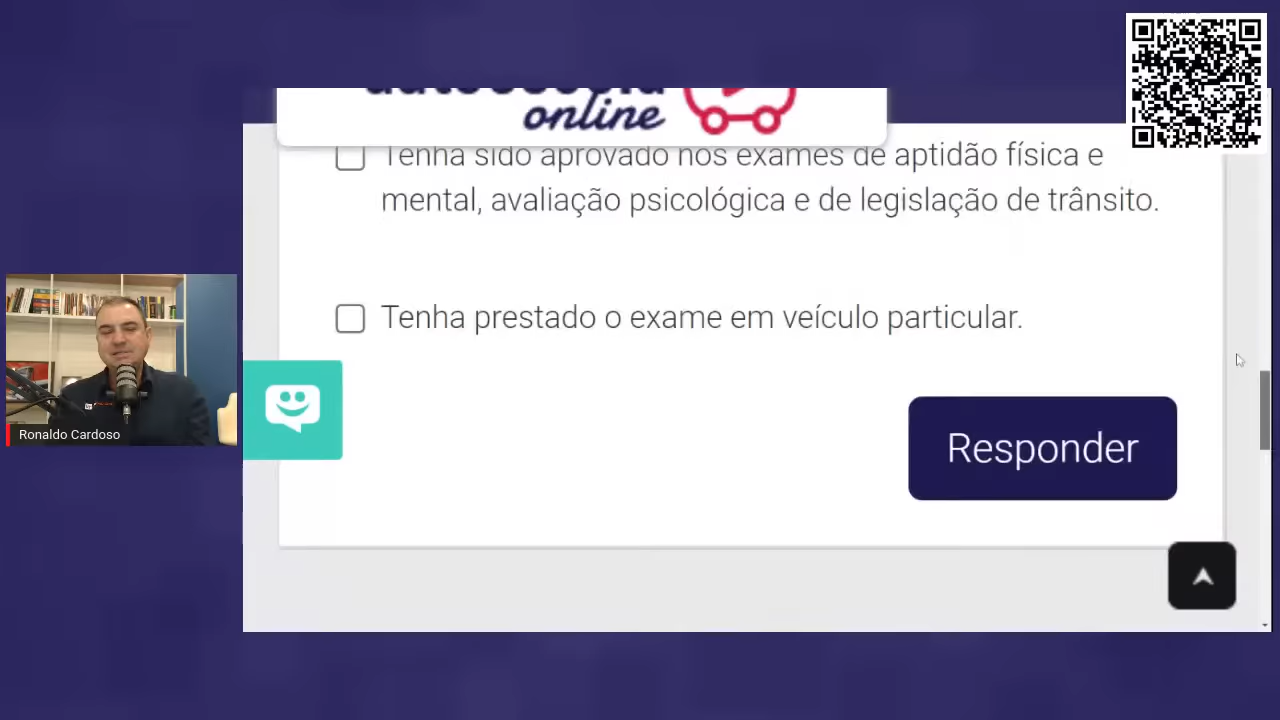 autoescola
online
Tenha sido aprovado nos exames de aptidão física e
mental, avaliação psicológica e de legislação de trânsito.
Tenha prestado o exame em veículo particular.
Ronaldo Cardoso
Responder